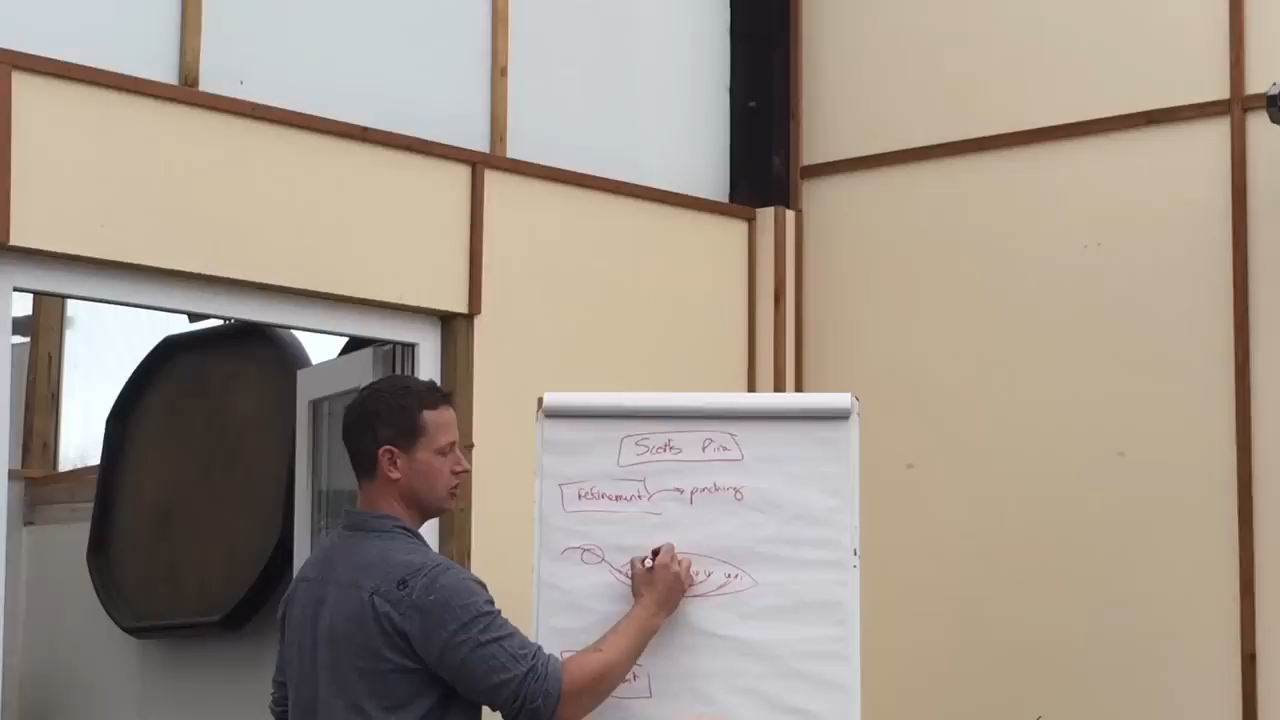 Scots Pine
Refinement → pinching